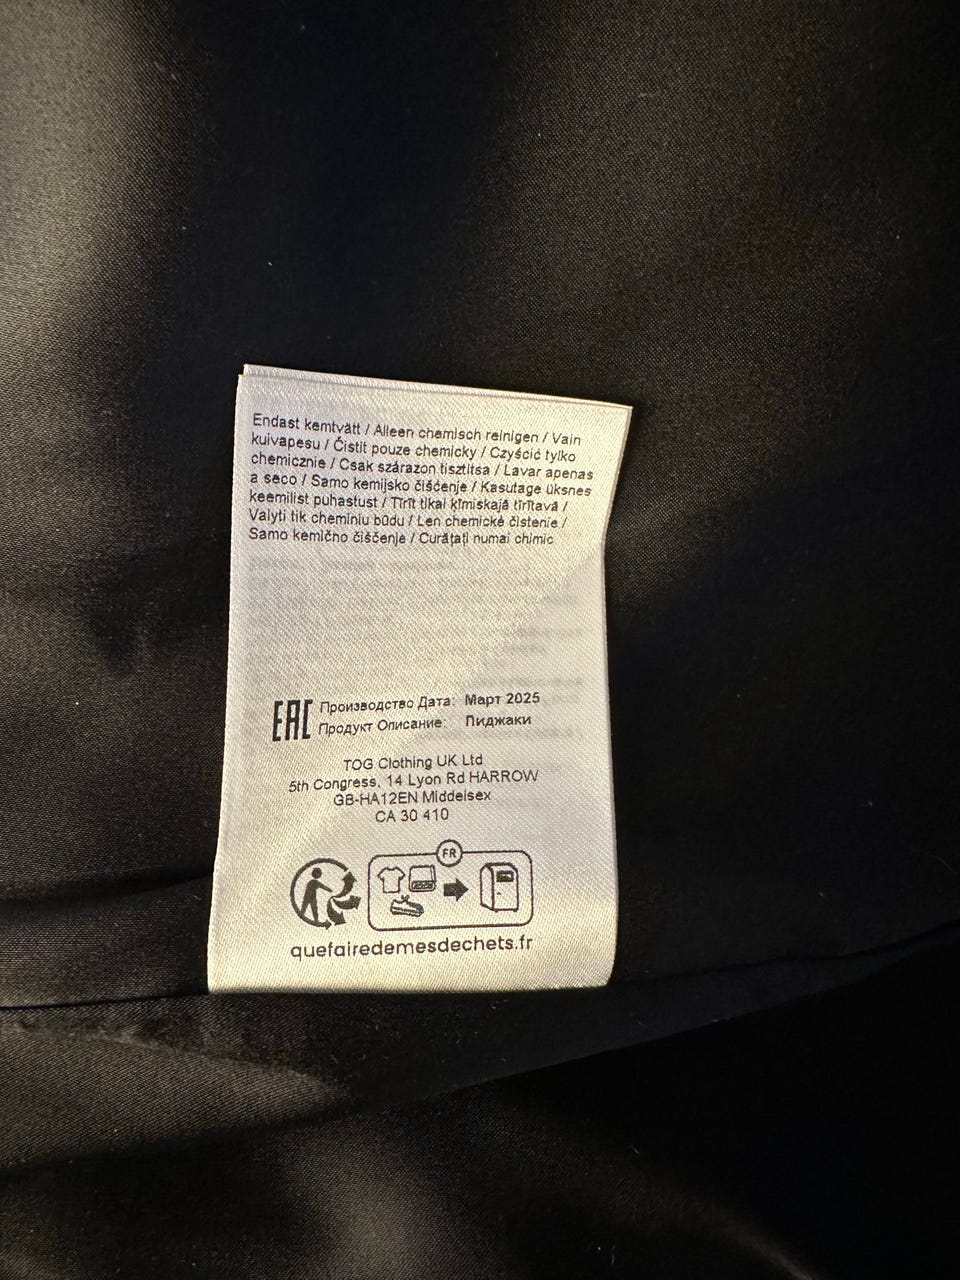 Endast kemtvätt / Alleen chemisch reinigen / Vain
kuivapesu / Čistit pouze chemicky / Czyścić tylko
chemicznie / Csak szárazon tisztítsa / Lavar apenas
a seco / Samo kemijsko čišćenje / Kasutage üksnes
keemilist puhastust / Tīrīt tikai ķīmiskajā tīrītavā /
Valyti tik cheminiu būdu / Len chemické čistenie /
Samo kemično čiščenje / Curățați numai chimic
EAC
Производство Дата: Март 2025
Продукт Описание: Пиджаки
TOG Clothing UK Ltd
5th Congress, 14 Lyon Rd HARROW
GB-HA12EN Middelsex
CA 30 410
FR
quefairedemesdechets.fr